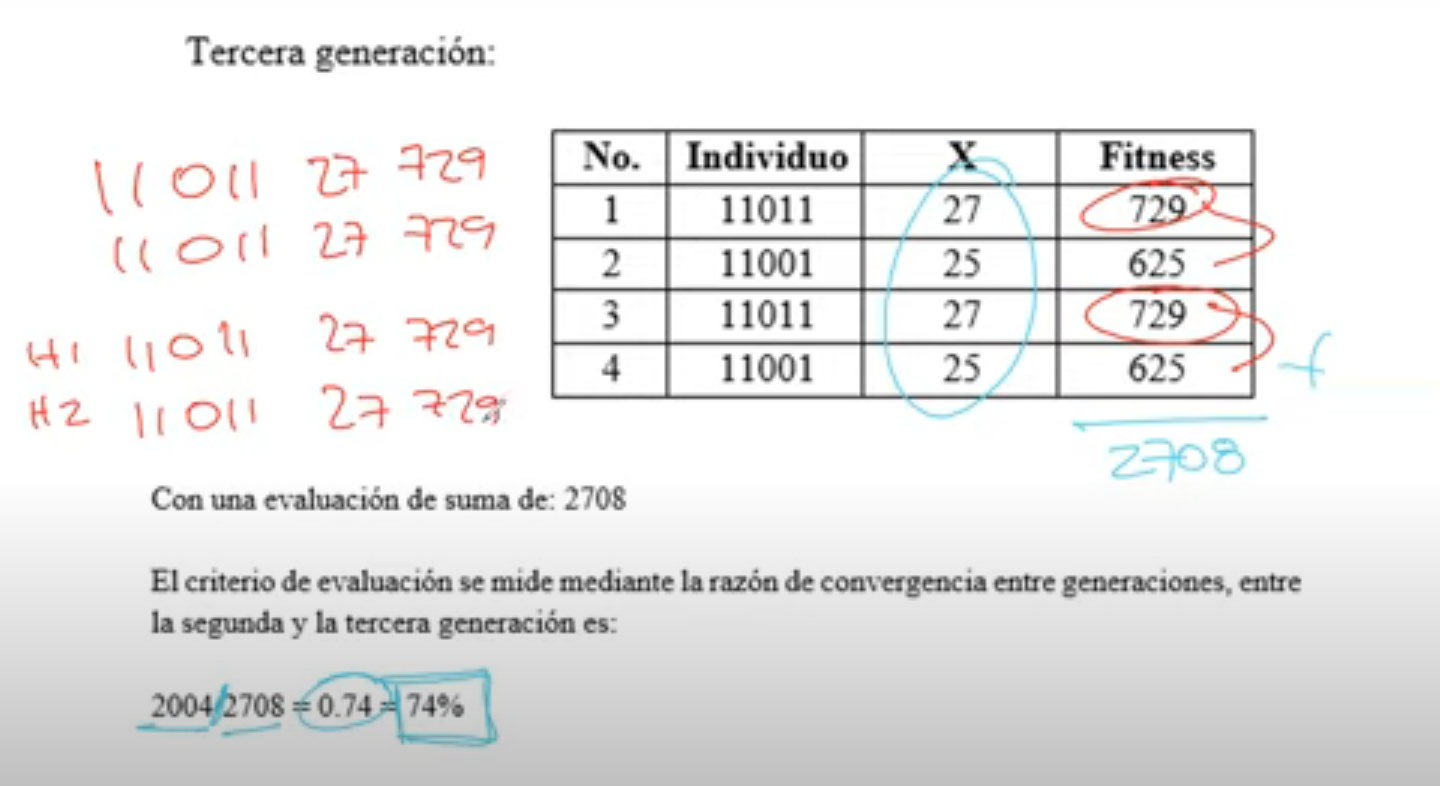 Tercera generación:
11011 27 729
11011 27 729
H1 11011 27 729
H2 11011 27 729
No. Individuo X Fitness
1 11011 27 729
2 11001 25 625
3 11011 27 729
4 11001 25 625
+
2708
Con una evaluación de suma de: 2708
El criterio de evaluación se mide mediante la razón de convergencia entre generaciones, entre
la segunda y la tercera generación es:
2004/2708 = 0.74 = 74%